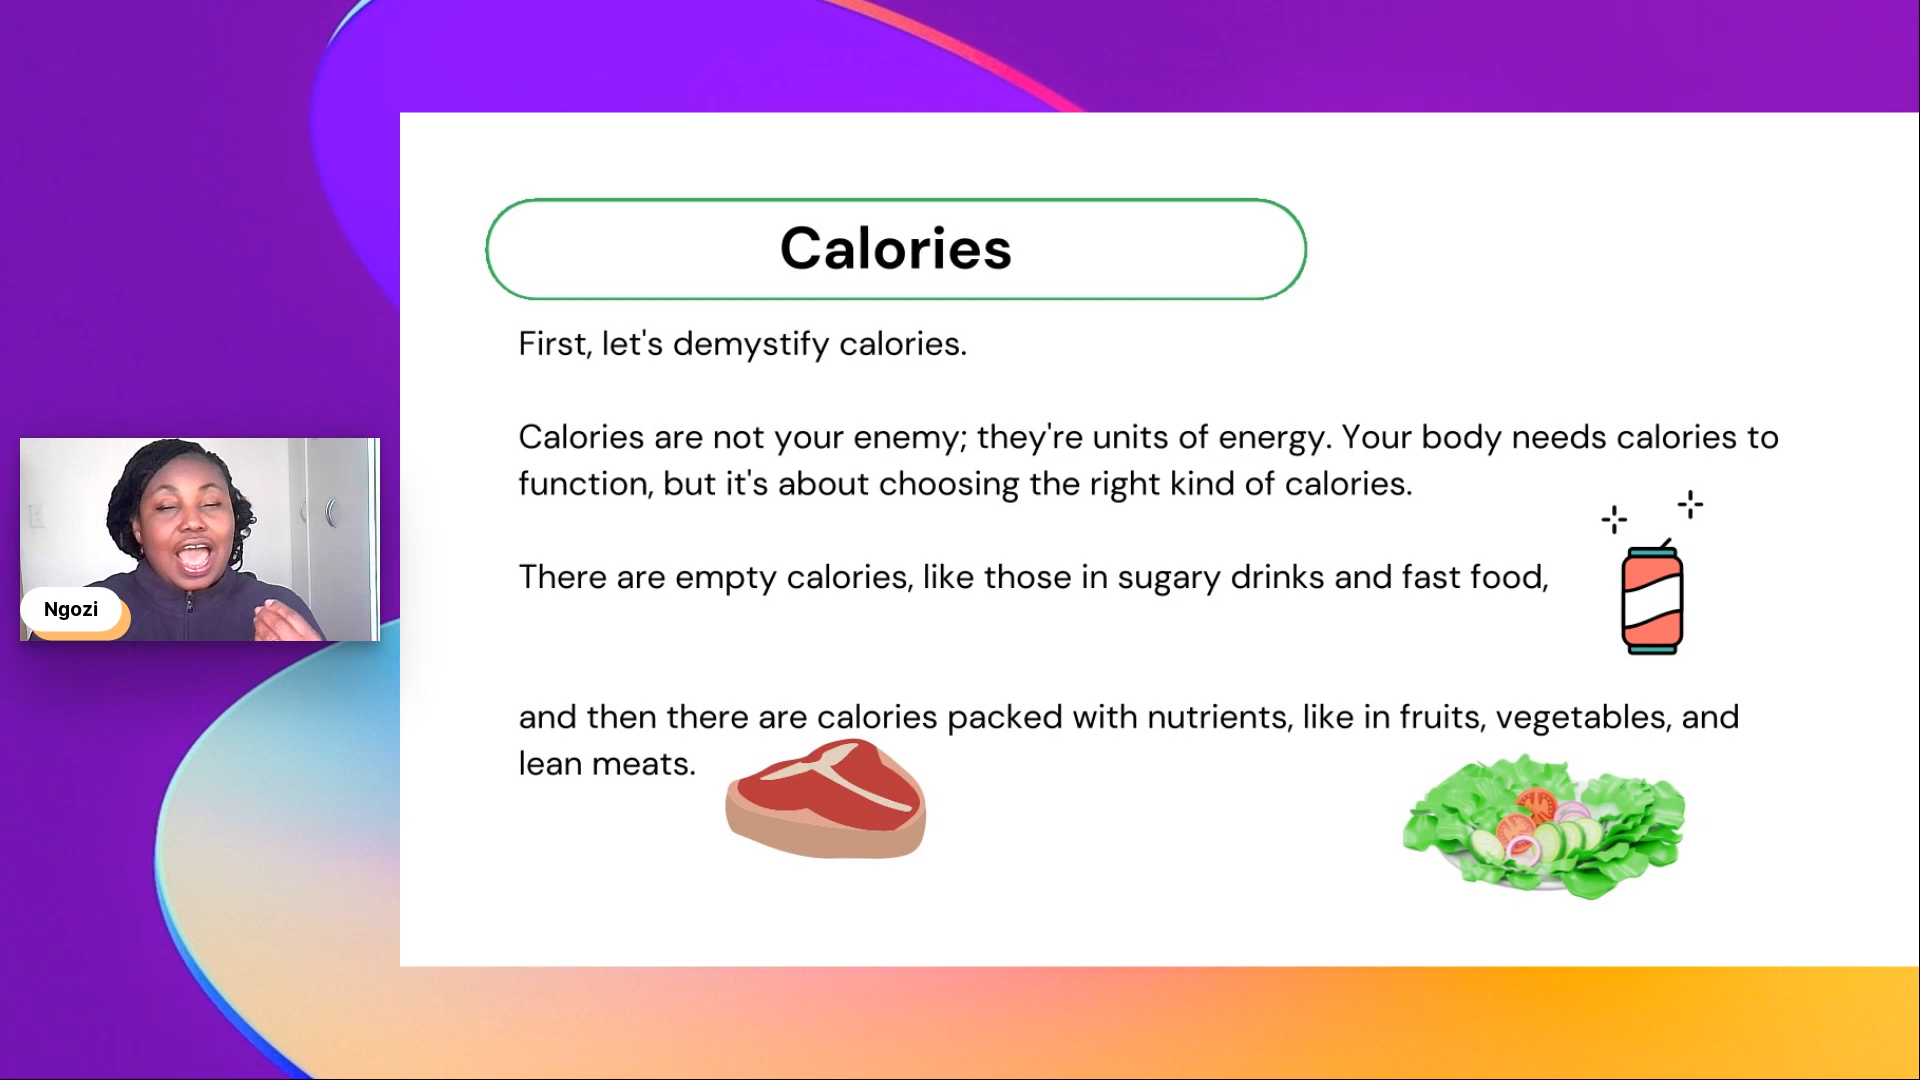 Calories
First, let's demystify calories.
Calories are not your enemy; they're units of energy. Your body needs calories to
function, but it's about choosing the right kind of calories.
There are empty calories, like those in sugary drinks and fast food,
and then there are calories packed with nutrients, like in fruits, vegetables, and
lean meats.
Ngozi